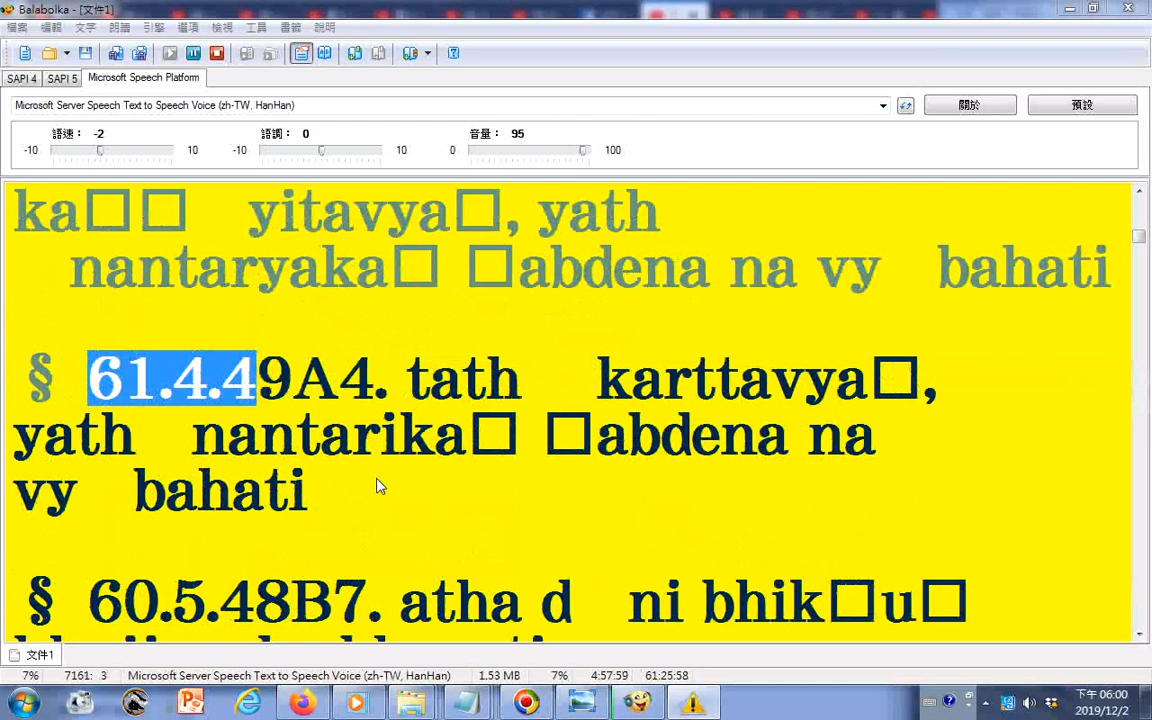 Balabolka - [文件1]
檔案 編輯 文字 朗讀 引擎 選項 檢視 工具 書籤 說明
SAPI 4 SAPI 5 Microsoft Speech Platform
Microsoft Server Speech Text to Speech Voice (zh-TW, HanHan) 關於 預設
語速： -2 語調： 0 音量： 95
-10 10 -10 10 0 100
ka□□ yitavya□, yath
nantaryaka□ □abdena na vy bahati
§ 61.4.49A4. tath karttavya□,
yath nantarika□ □abdena na
vy bahati
§ 60.5.48B7. atha d ni bhik□u□
文件1
7% 7161: 3 Microsoft Server Speech Text to Speech Voice (zh-TW, HanHan) 1.53 MB 7% 4:57:59 61:25:58
下午 06:00
2019/12/2